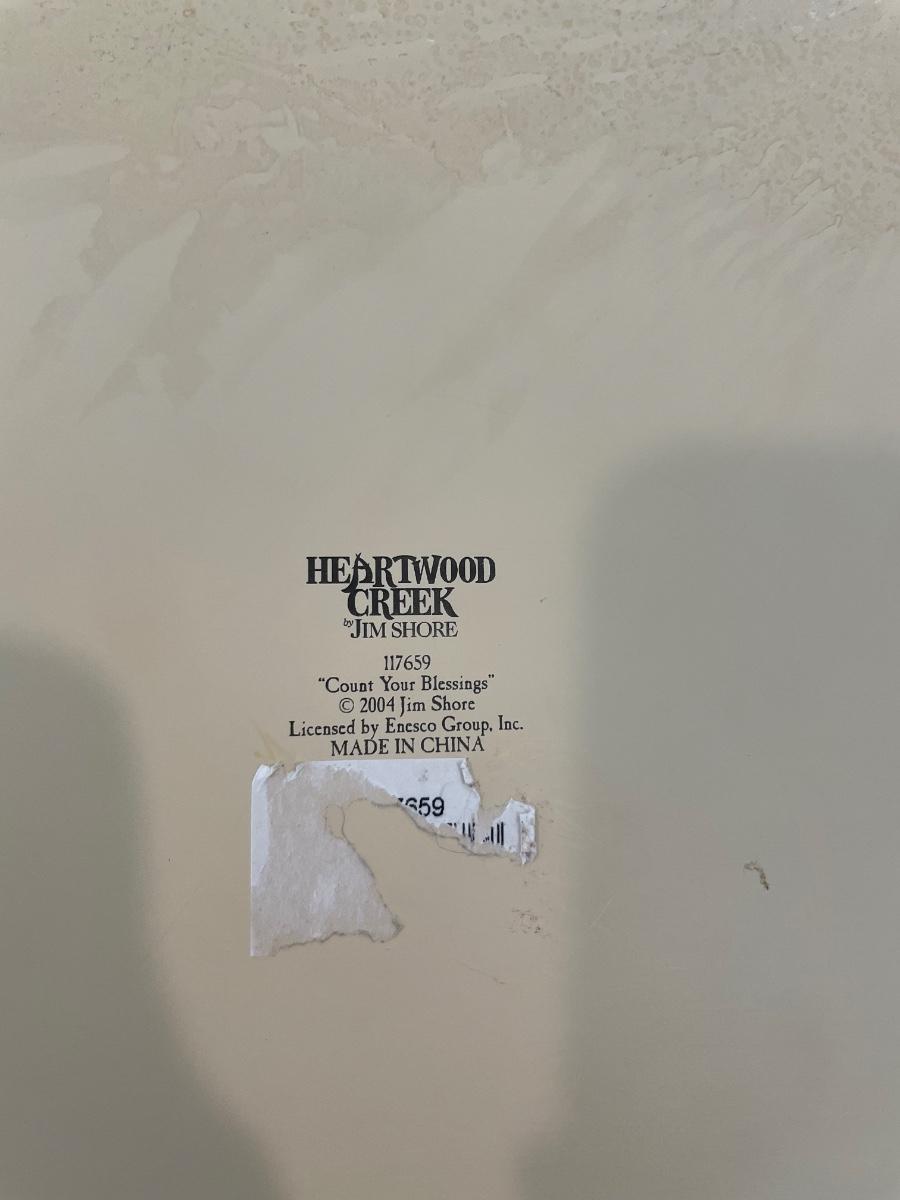 HEARTWOOD
CREEK
by JIM SHORE
117659
“Count Your Blessings”
© 2004 Jim Shore
Licensed by Enesco Group, Inc.
MADE IN CHINA
7659